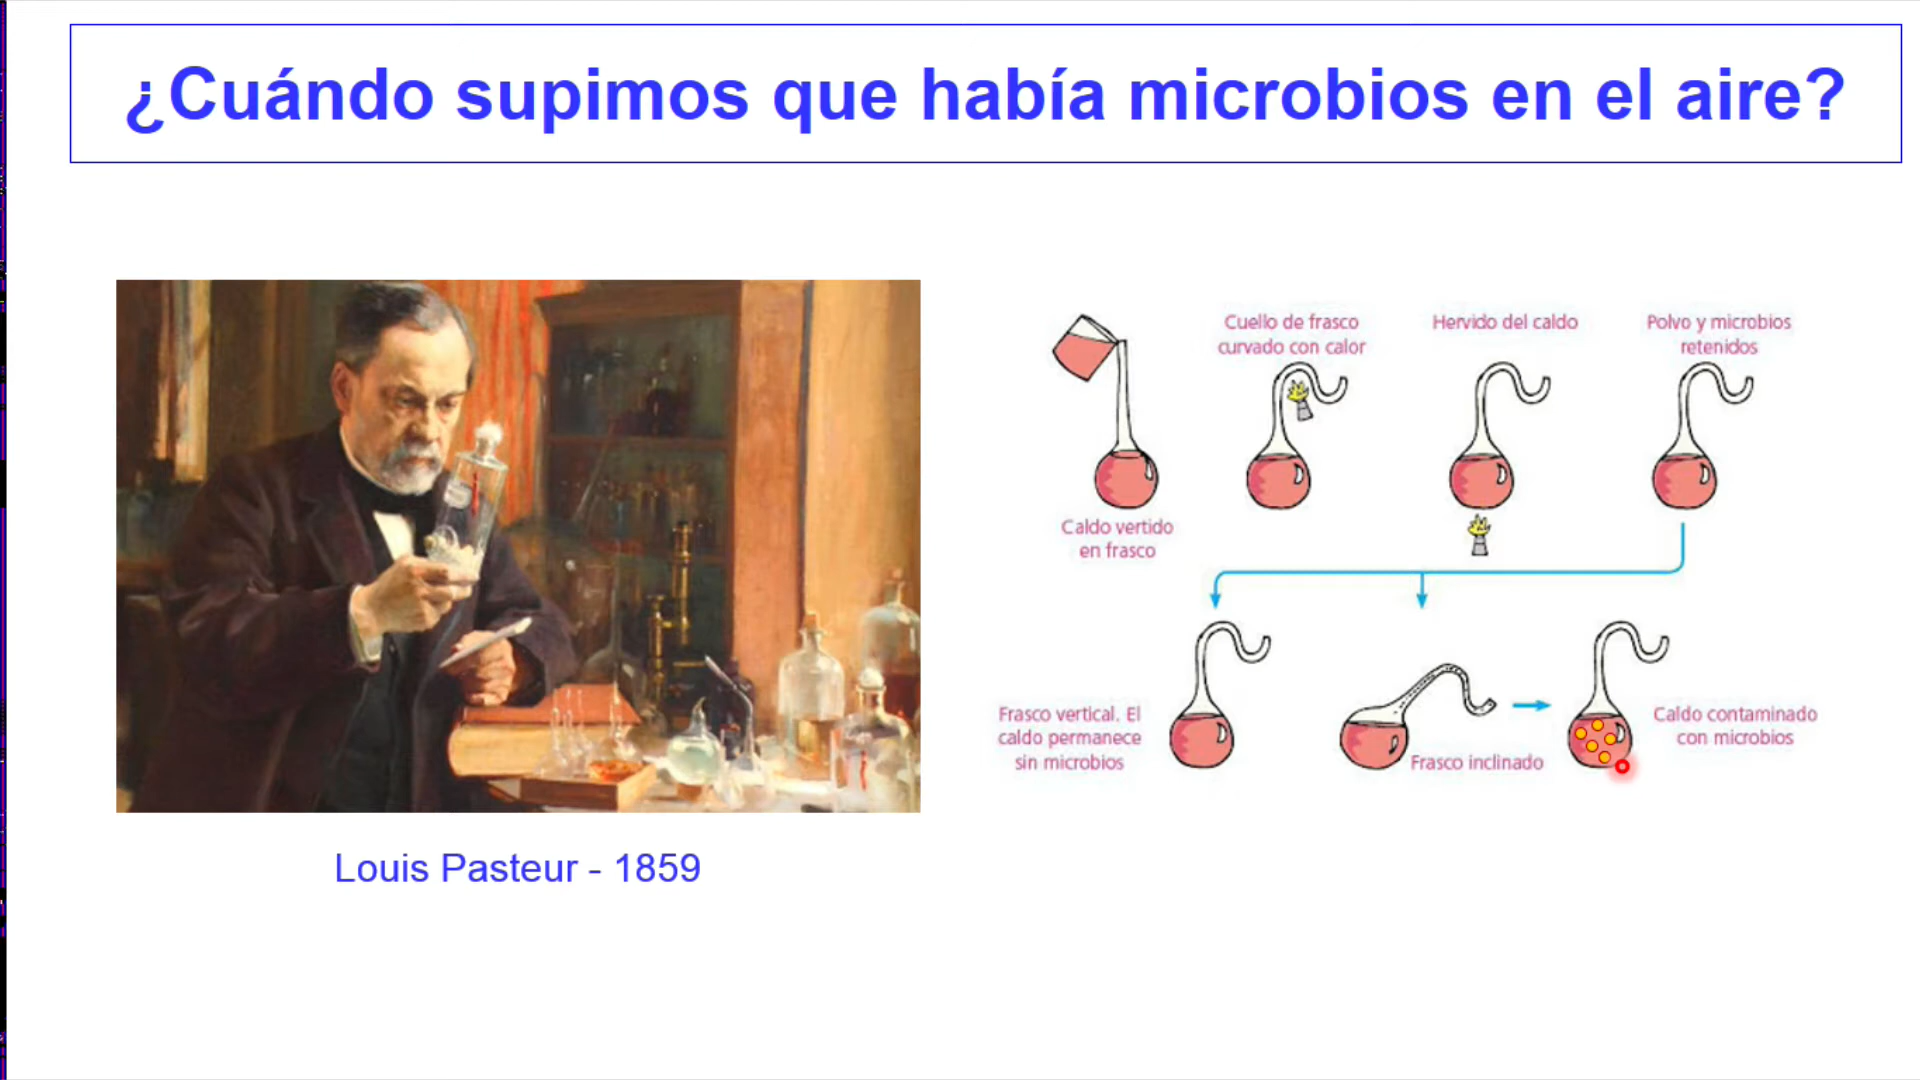 ¿Cuándo supimos que había microbios en el aire?
Cuello de frasco
curvado con calor
Hervido del caldo
Polvo y microbios
retenidos
Caldo vertido
en frasco
Frasco vertical. El
caldo permanece
sin microbios
Frasco inclinado
Caldo contaminado
con microbios
Louis Pasteur - 1859